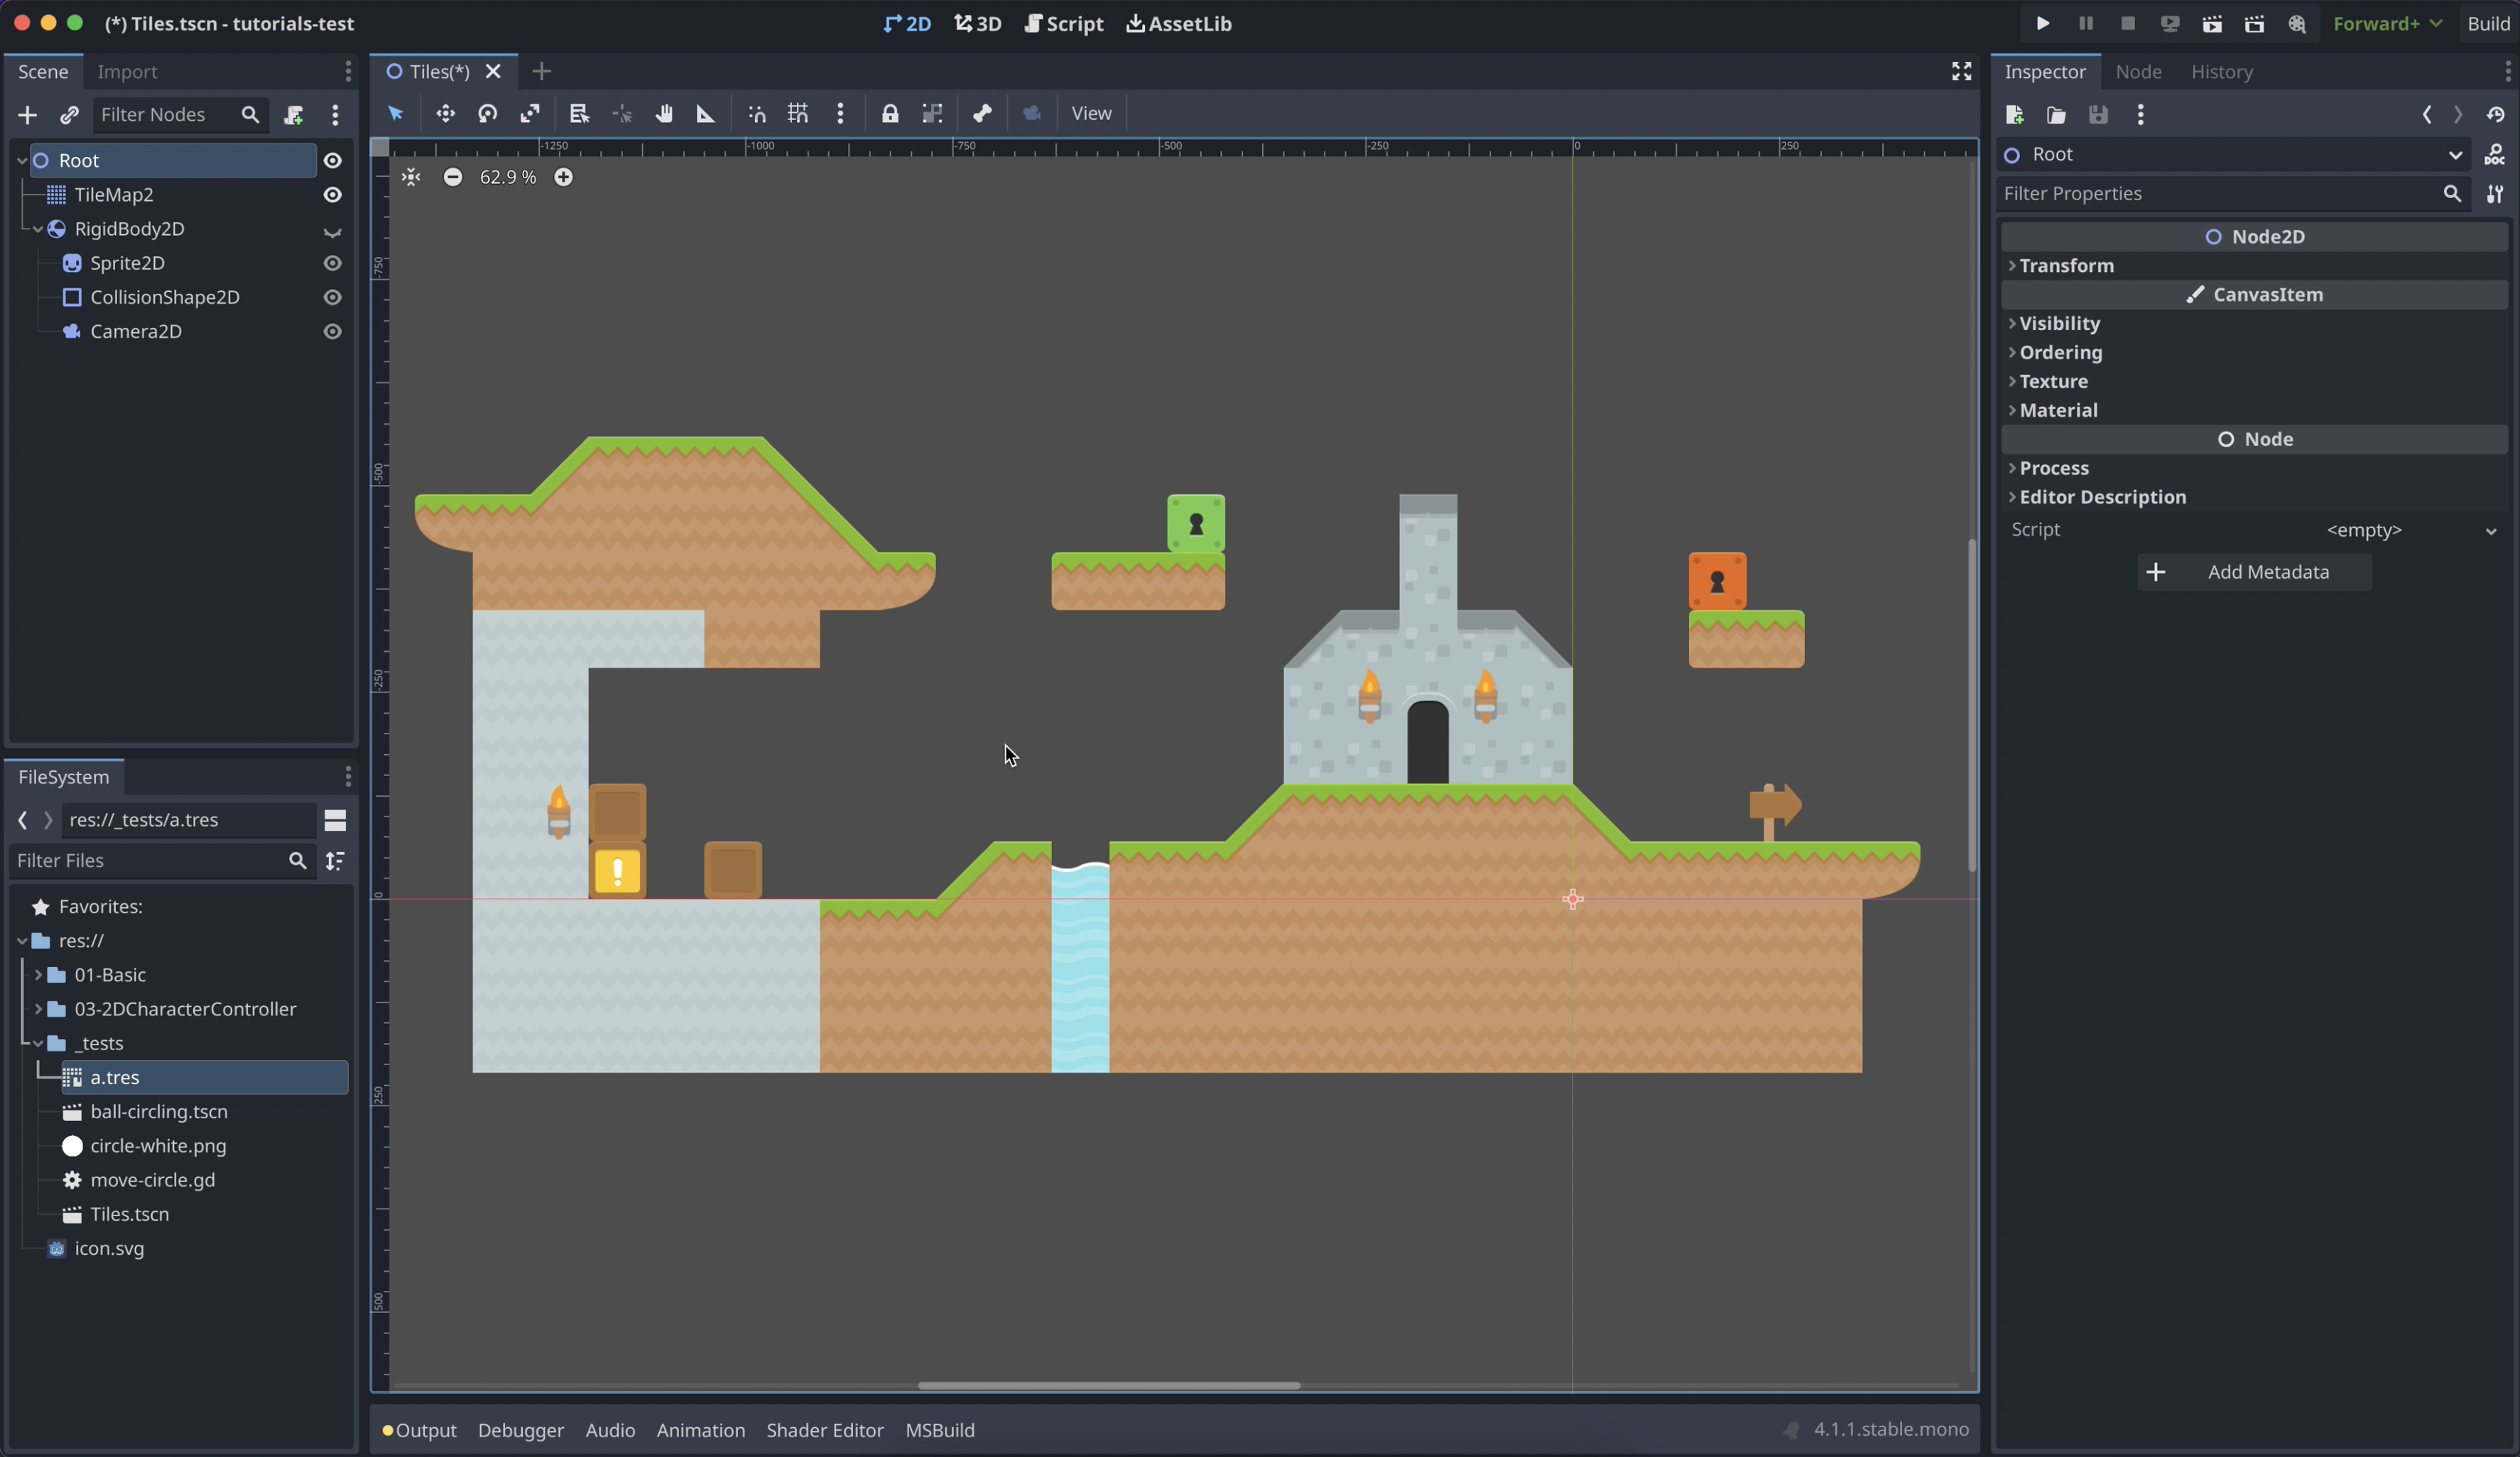 (*) Tiles.tscn - tutorials-test
2D 3D Script AssetLib
Forward+ Build
Scene Import
Filter Nodes
Root
TileMap2
RigidBody2D
Sprite2D
CollisionShape2D
Camera2D
FileSystem
res://_tests/a.tres
Filter Files
Favorites:
res://
01-Basic
03-2DCharacterController
_tests
a.tres
ball-circling.tscn
circle-white.png
move-circle.gd
Tiles.tscn
icon.svg
Tiles(*)
View
-1250 -1000 -750 -500 -250 0 250
62.9 %
-750
-500
-250
0
250
500
!
Output Debugger Audio Animation Shader Editor MSBuild
4.1.1.stable.mono
Inspector Node History
Root
DOC
Filter Properties
Node2D
Transform
CanvasItem
Visibility
Ordering
Texture
Material
Node
Process
Editor Description
Script <empty>
Add Metadata